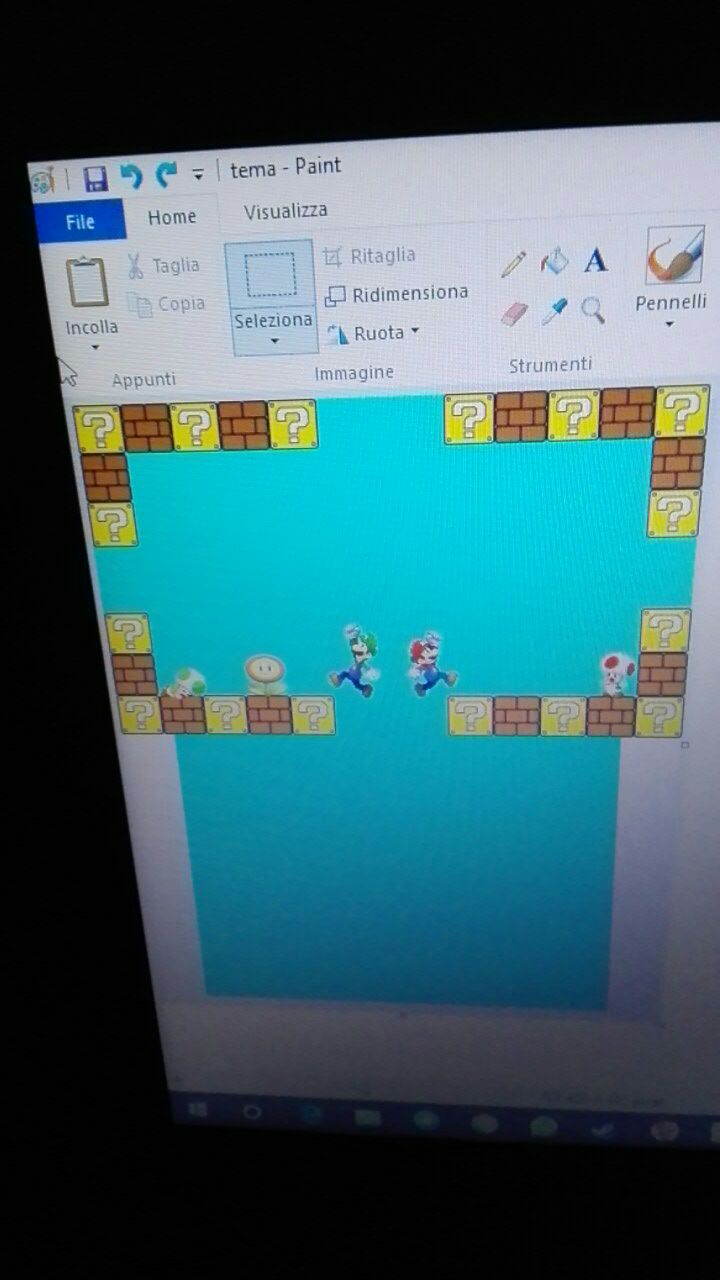 tema - Paint
File Home Visualizza
Incolla
Taglia
Copia
Appunti
Seleziona
Ritaglia
Ridimensiona
Ruota
Immagine
A
Strumenti
Pennelli
? ? ? ? ? ?
? ?
? ?
? ? ? ? ? ?